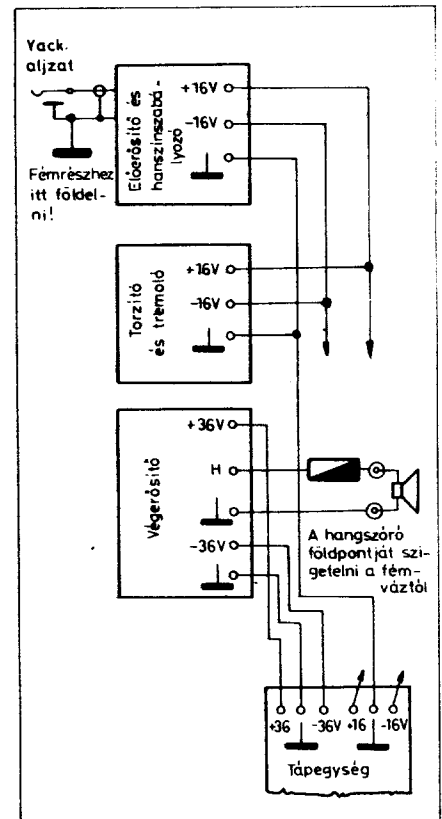 Yack.
aljzat
Fémrészhez
itt földel-
ni!
Előerősítő és
hanszínszabá-
lyozó
+16V
-16V
Torzító
és tremoló
+16V
-16V
Végerősítő
+36V
H
-36V
A hangszóró
földpontját szi-
getelni a fém-
váztól
+36
-36V
+16
-16V
Tápegység